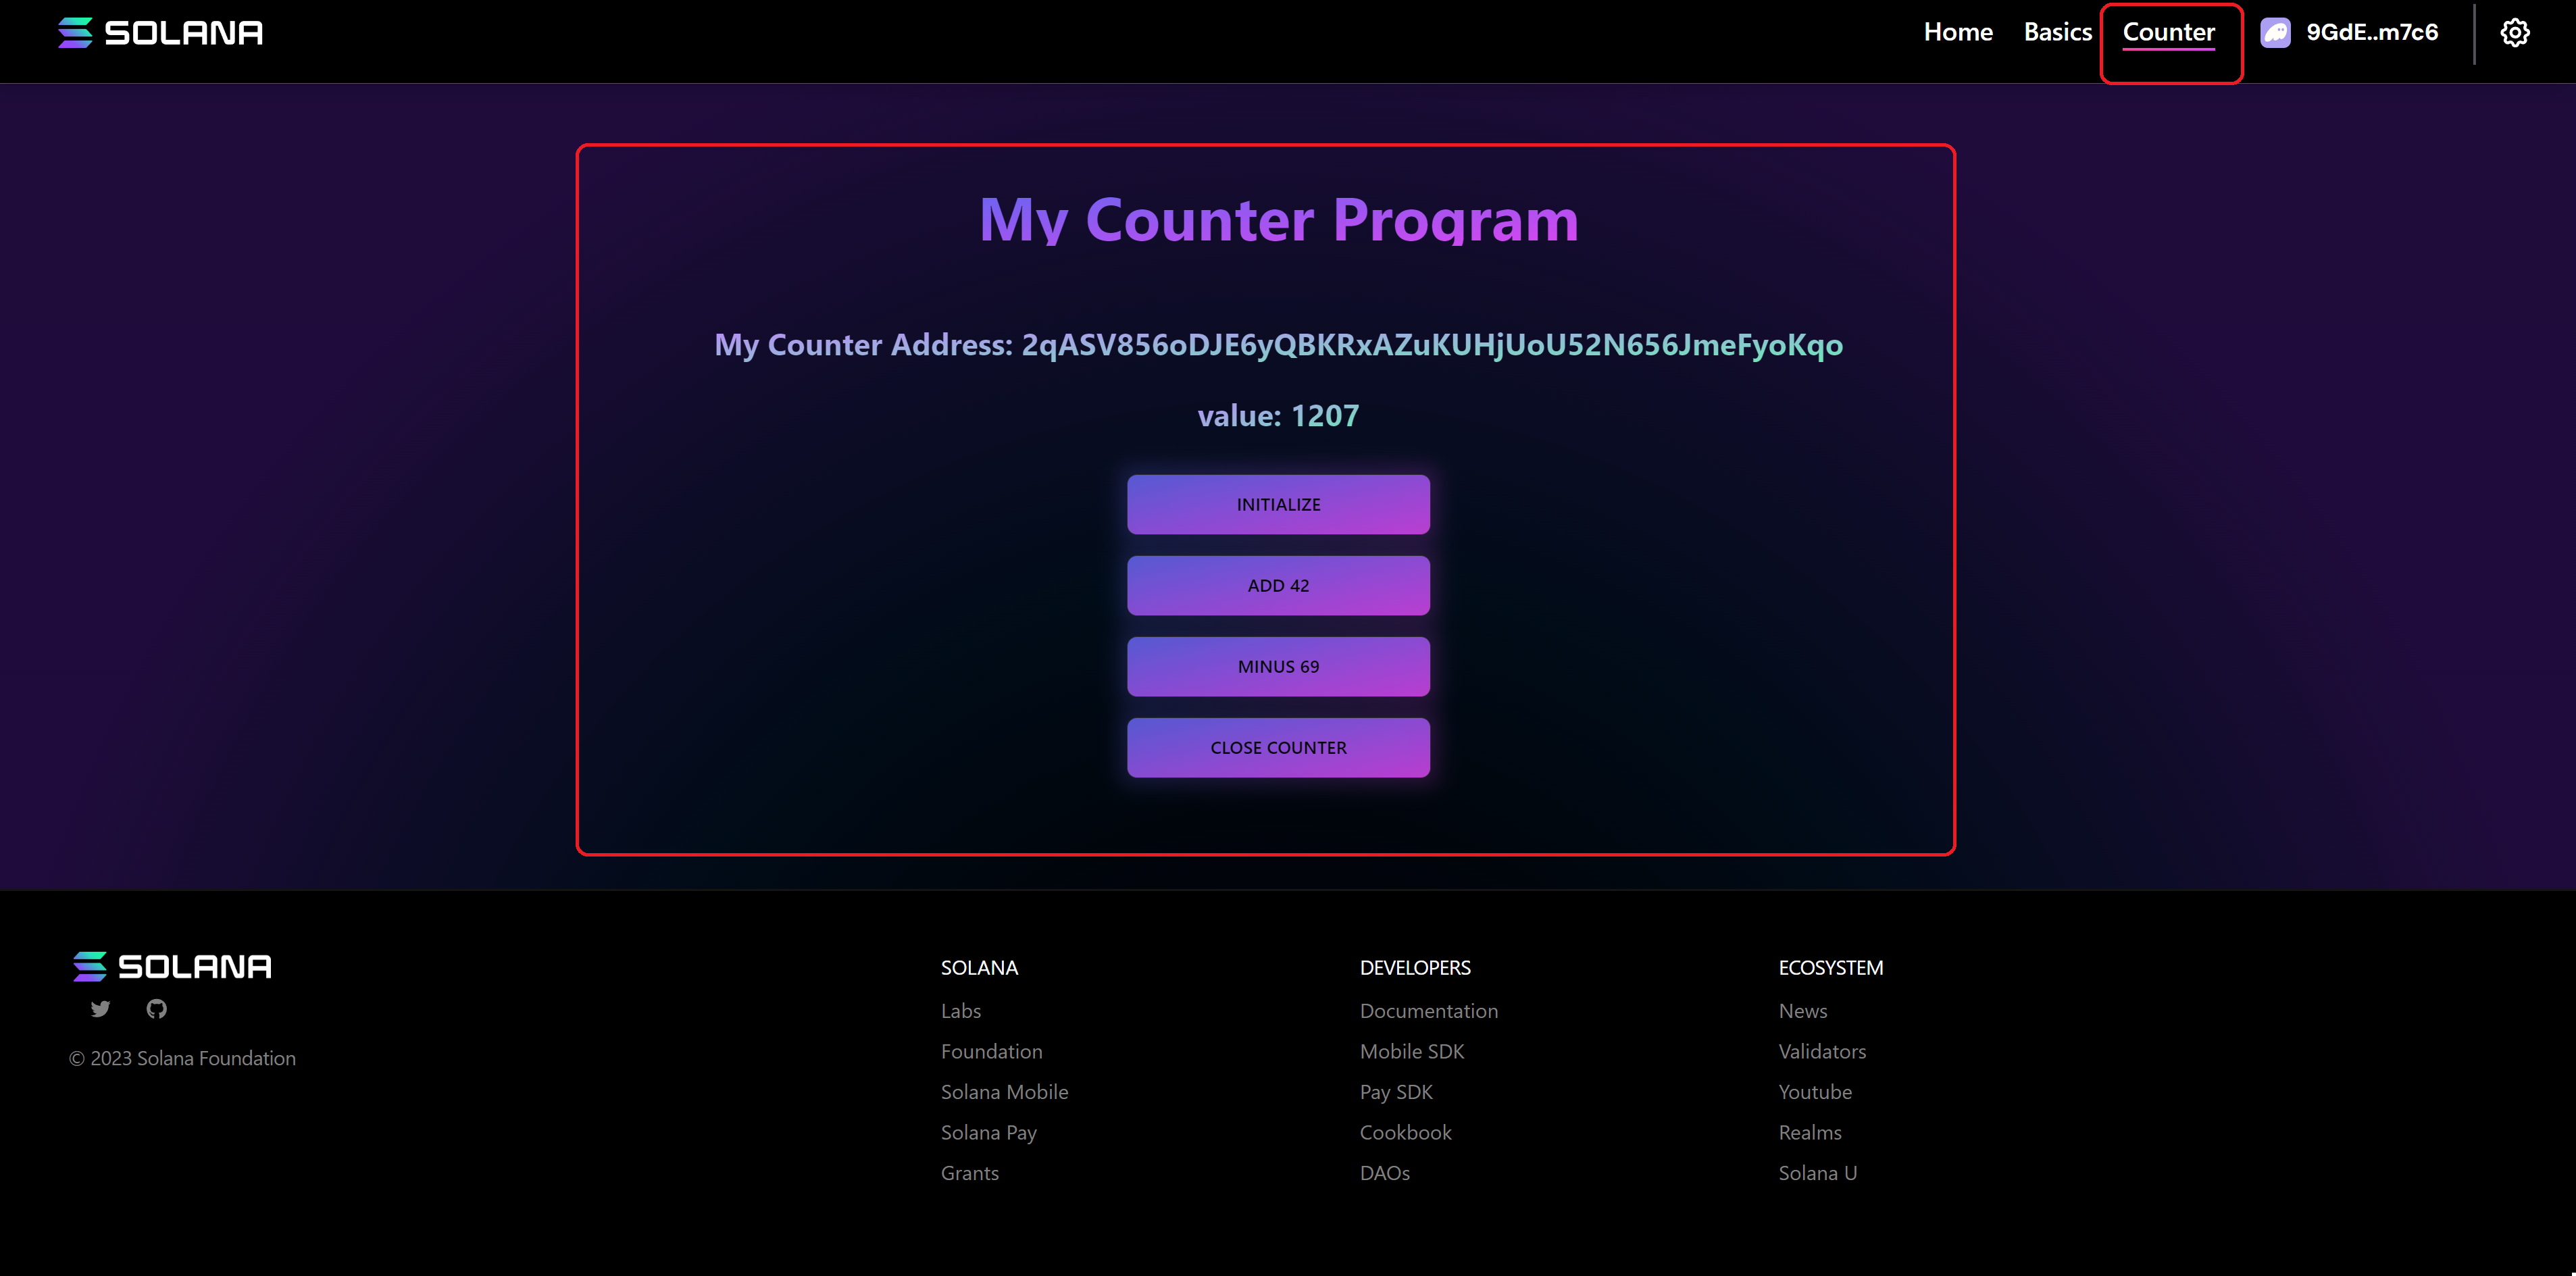 SOLANA
Home Basics Counter 9GdE..m7c6
My Counter Program
My Counter Address: 2qASV856oDJE6yQBKRxAZuKUHjUoU52N656JmeFyoKqo
value: 1207
INITIALIZE
ADD 42
MINUS 69
CLOSE COUNTER
SOLANA
© 2023 Solana Foundation
SOLANA
Labs
Foundation
Solana Mobile
Solana Pay
Grants
DEVELOPERS
Documentation
Mobile SDK
Pay SDK
Cookbook
DAOs
ECOSYSTEM
News
Validators
Youtube
Realms
Solana U